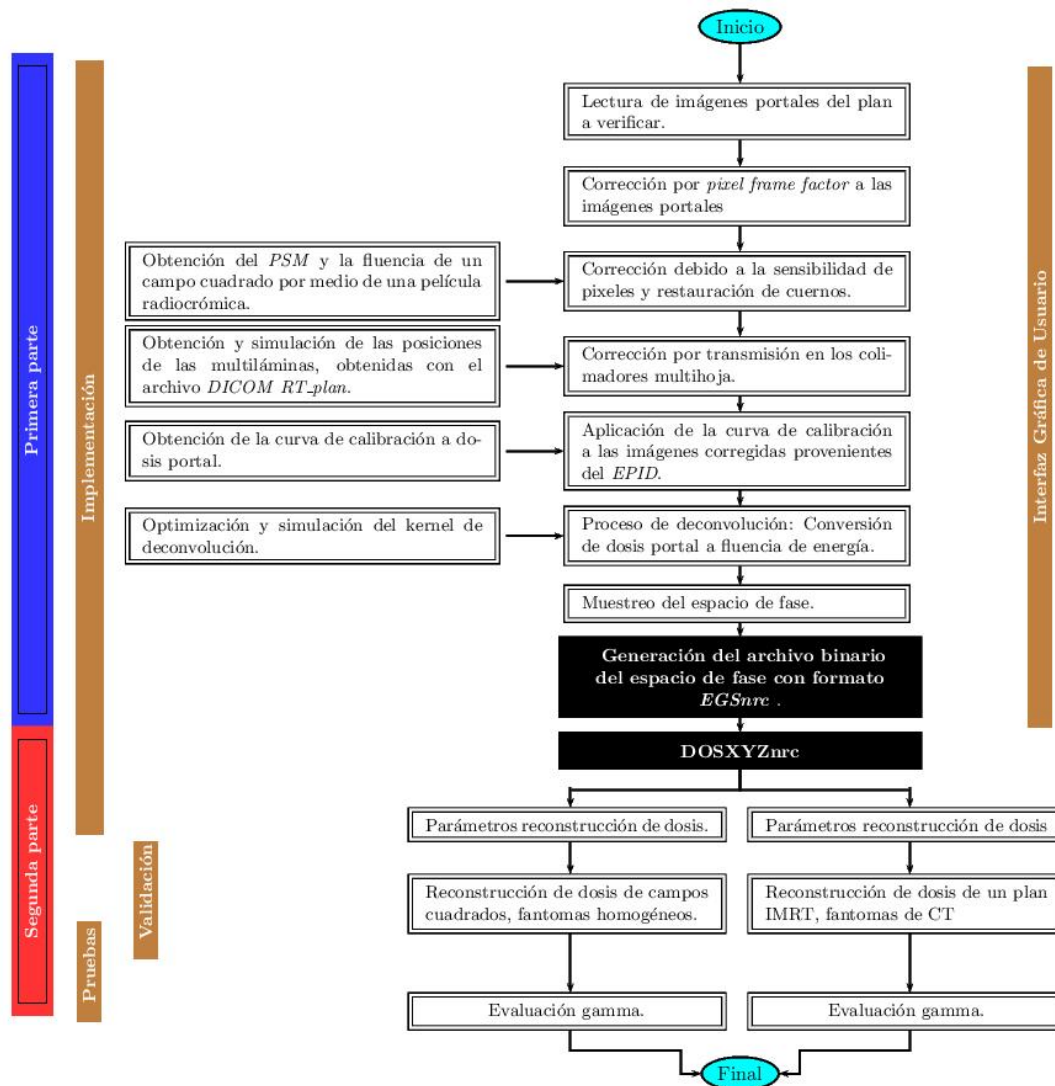 Inicio
Lectura de imágenes portales del plan
a verificar.
Corrección por pixel frame factor a las
imágenes portales
Obtención del PSM y la fluencia de un
campo cuadrado por medio de una película
radiocrómica.
Corrección debido a la sensibilidad de
pixeles y restauración de cuernos.
Obtención y simulación de las posiciones
de las multiláminas, obtenidas con el
archivo DICOM RT_plan.
Corrección por transmisión en los coli-
madores multihoja.
Obtención de la curva de calibración a do-
sis portal.
Aplicación de la curva de calibración
a las imágenes corregidas provenientes
del EPID.
Optimización y simulación del kernel de
deconvolución.
Proceso de deconvolución: Conversión
de dosis portal a fluencia de energía.
Muestreo del espacio de fase.
Generación del archivo binario
del espacio de fase con formato
EGSnrc .
DOSXYZnrc
Parámetros reconstrucción de dosis.
Parámetros reconstrucción de dosis
Reconstrucción de dosis de campos
cuadrados, fantomas homogéneos.
Reconstrucción de dosis de un plan
IMRT, fantomas de CT
Evaluación gamma.
Evaluación gamma.
Final
Primera parte
Segunda parte
Implementación
Validación
Pruebas
Interfaz Gráfica de Usuario